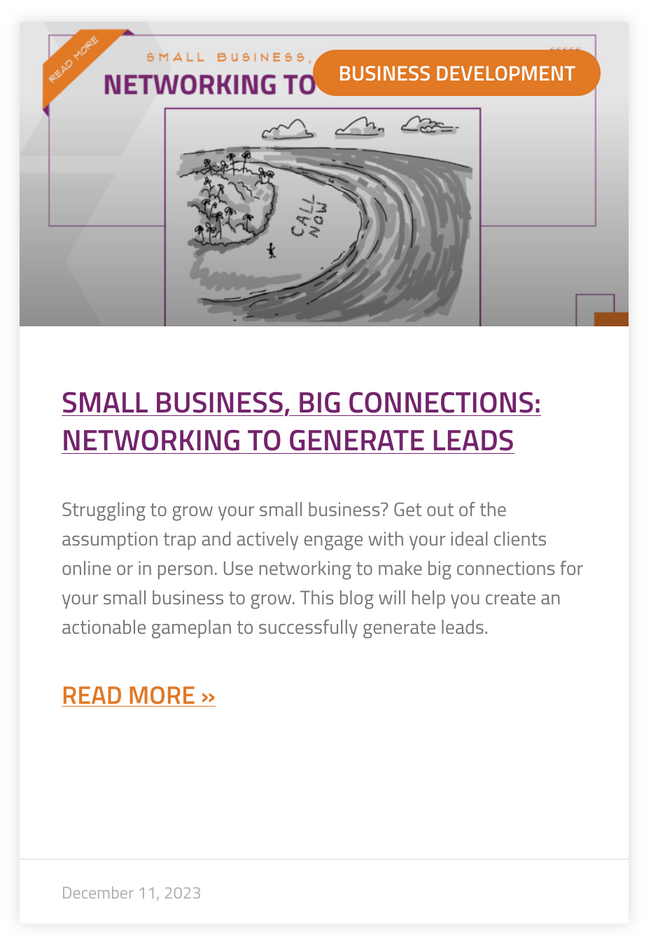 READ MORE
SMALL BUSINESS,
NETWORKING TO
BUSINESS DEVELOPMENT
CALL
NOW
SMALL BUSINESS, BIG CONNECTIONS:
NETWORKING TO GENERATE LEADS
Struggling to grow your small business? Get out of the
assumption trap and actively engage with your ideal clients
online or in person. Use networking to make big connections for
your small business to grow. This blog will help you create an
actionable gameplan to successfully generate leads.
READ MORE »
December 11, 2023